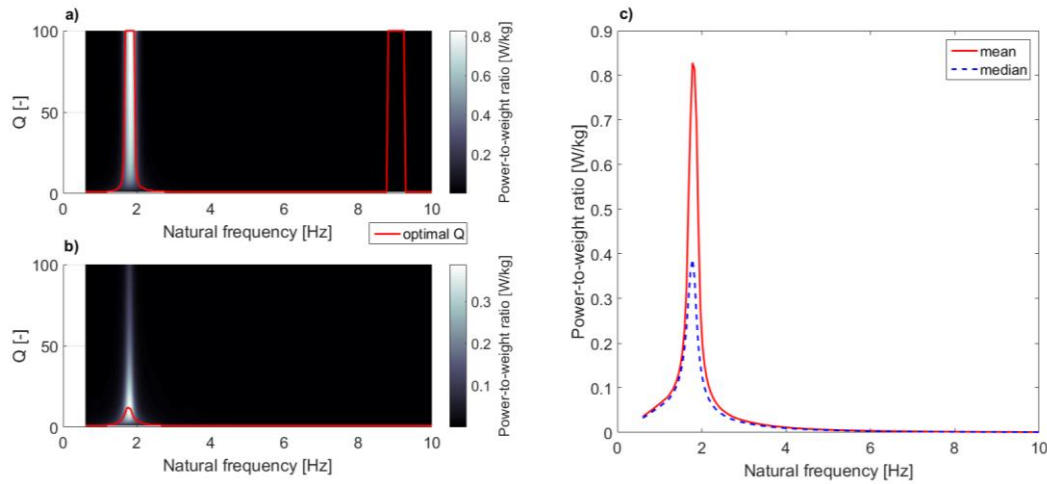 a)
100
50
0
Q [-]
0 2 4 6 8 10
Natural frequency [Hz]
0.8
0.6
0.4
0.2
Power-to-weight ratio [W/kg]
optimal Q
b)
100
50
0
Q [-]
0 2 4 6 8 10
Natural frequency [Hz]
0.3
0.2
0.1
Power-to-weight ratio [W/kg]
c)
0.9
0.8
0.7
0.6
0.5
0.4
0.3
0.2
0.1
0
Power-to-weight ratio [W/kg]
mean
median
0 2 4 6 8 10
Natural frequency [Hz]